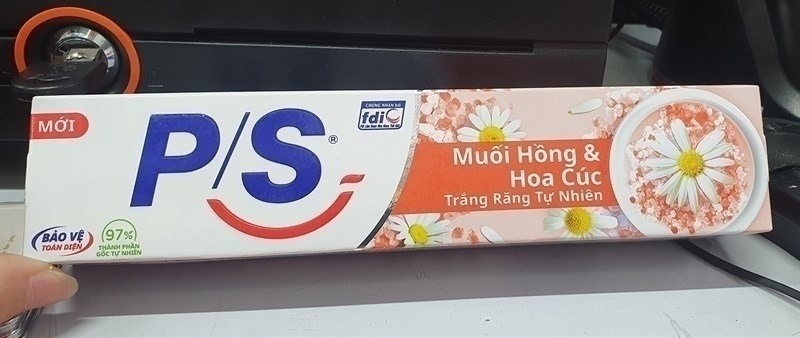 MỚI
P/S®
CHỨNG NHẬN bởi
fdi
BẢO VỆ
TOÀN DIỆN
97%
THÀNH PHẦN
GỐC TỰ NHIÊN
Muối Hồng &
Hoa Cúc
Trắng Răng Tự Nhiên